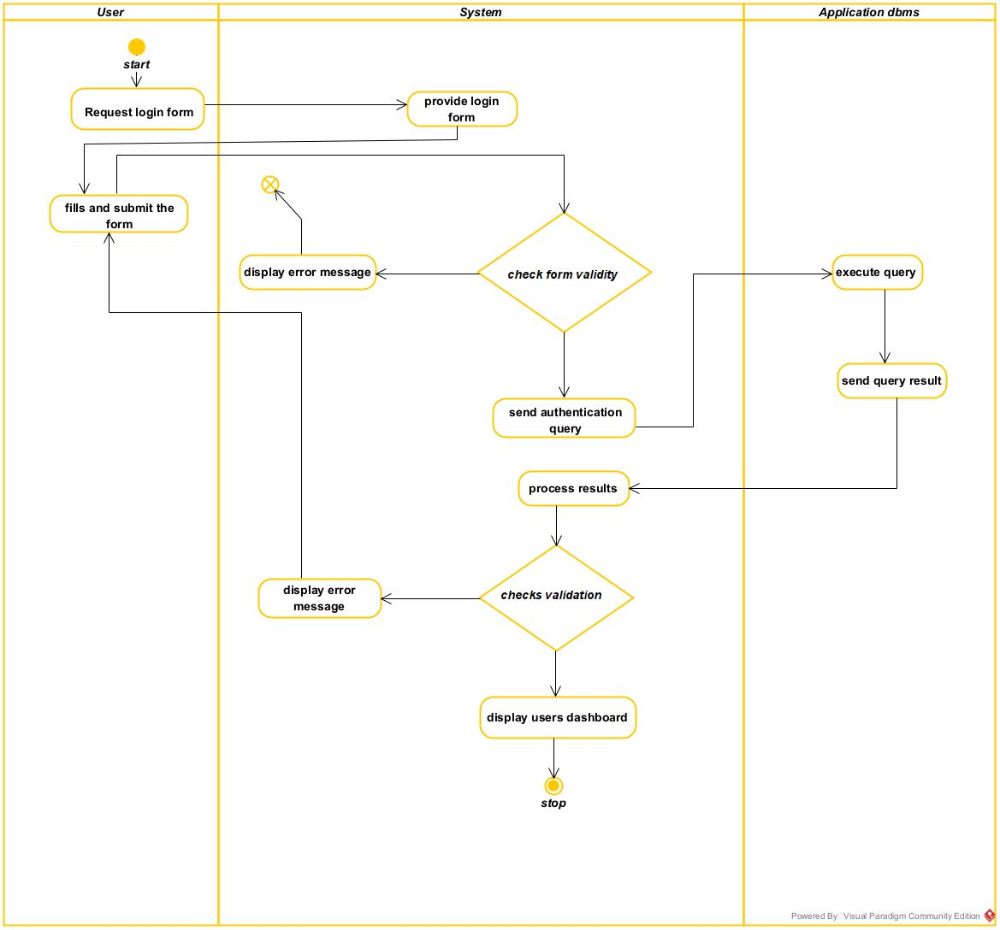 User
System
Application dbms
start
Request login form
provide login
form
fills and submit the
form
display error message
check form validity
execute query
send query result
send authentication
query
process results
display error
message
checks validation
display users dashboard
stop
Powered By Visual Paradigm Community Edition